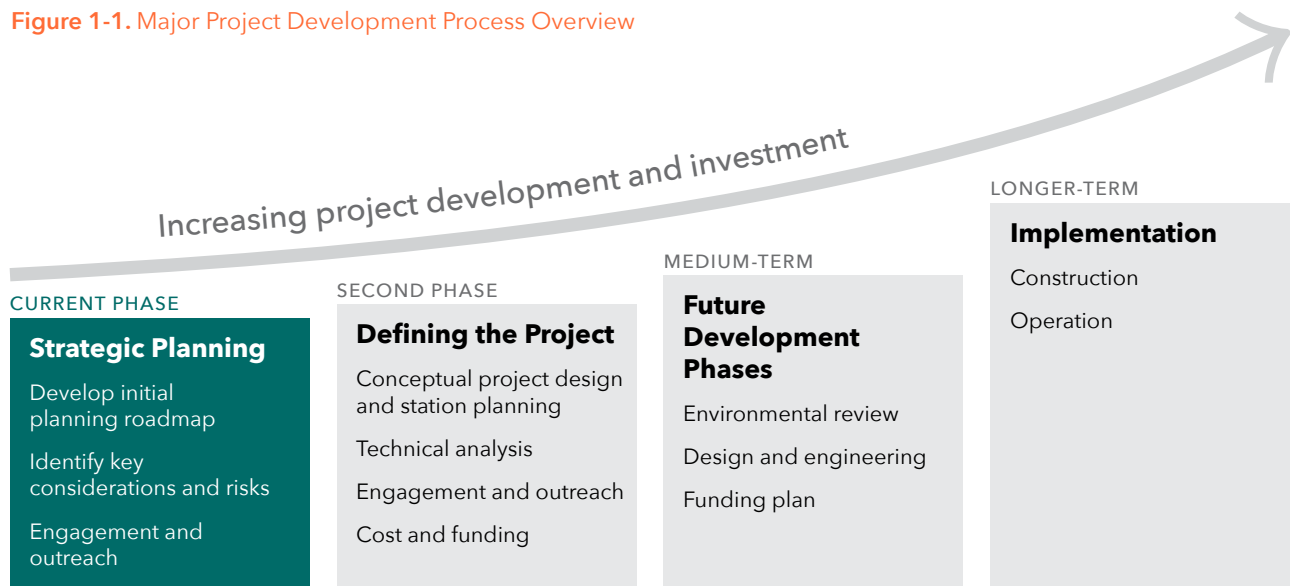 Figure 1-1. Major Project Development Process Overview
Increasing project development and investment
CURRENT PHASE
Strategic Planning
Develop initial
planning roadmap
Identify key
considerations and risks
Engagement and
outreach
SECOND PHASE
Defining the Project
Conceptual project design
and station planning
Technical analysis
Engagement and outreach
Cost and funding
MEDIUM-TERM
Future
Development
Phases
Environmental review
Design and engineering
Funding plan
LONGER-TERM
Implementation
Construction
Operation